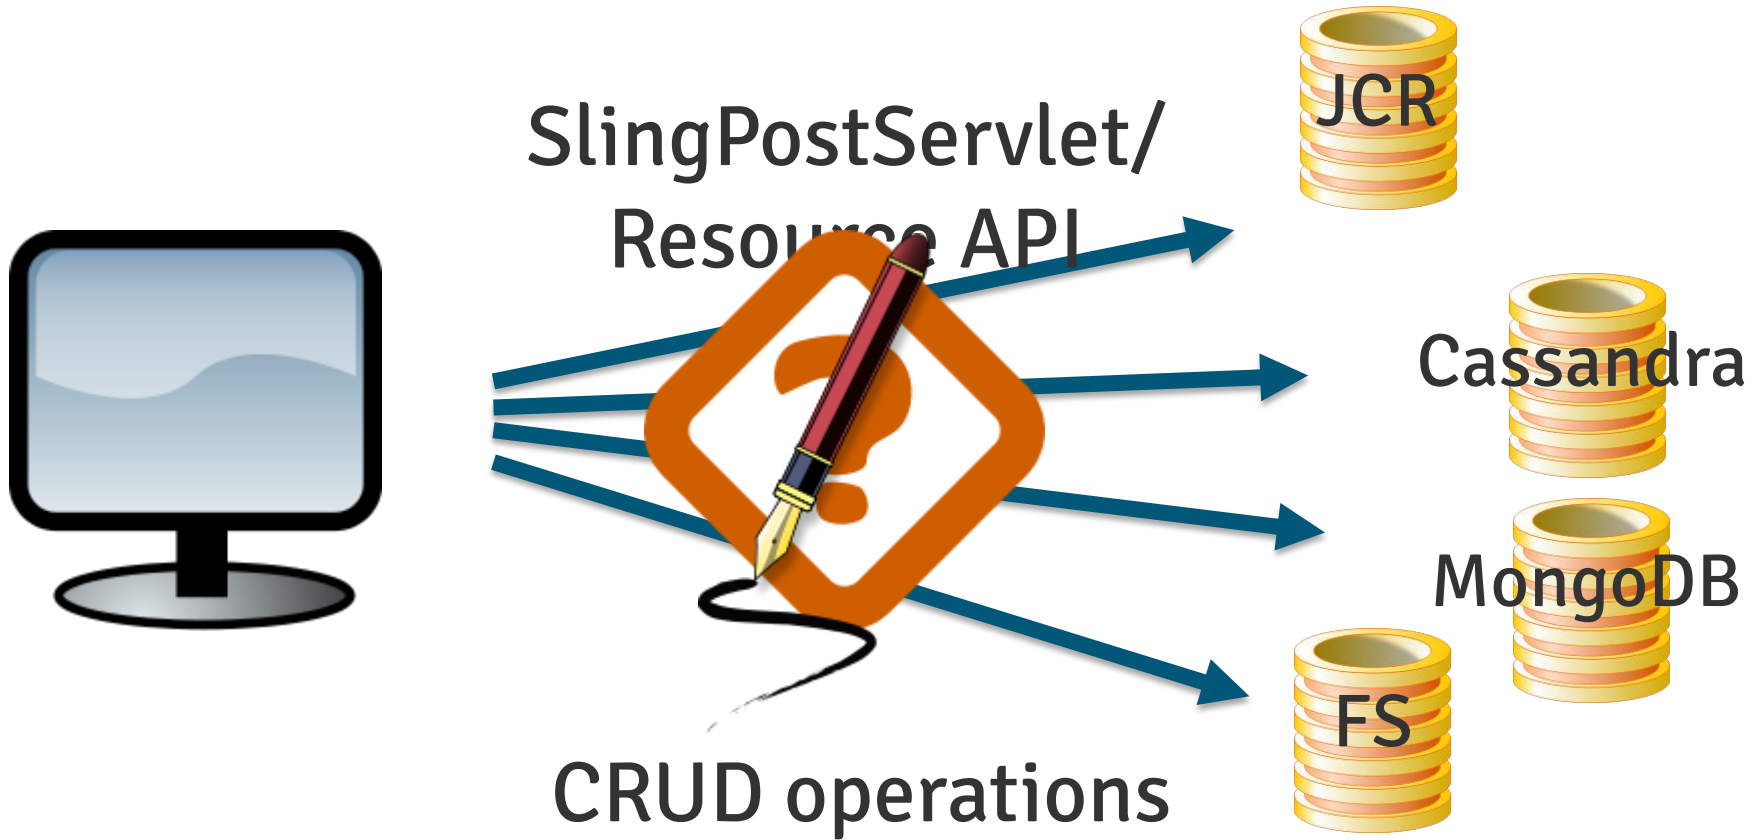 SlingPostServlet/
Resource API
JCR
Cassandra
MongoDB
FS
CRUD operations